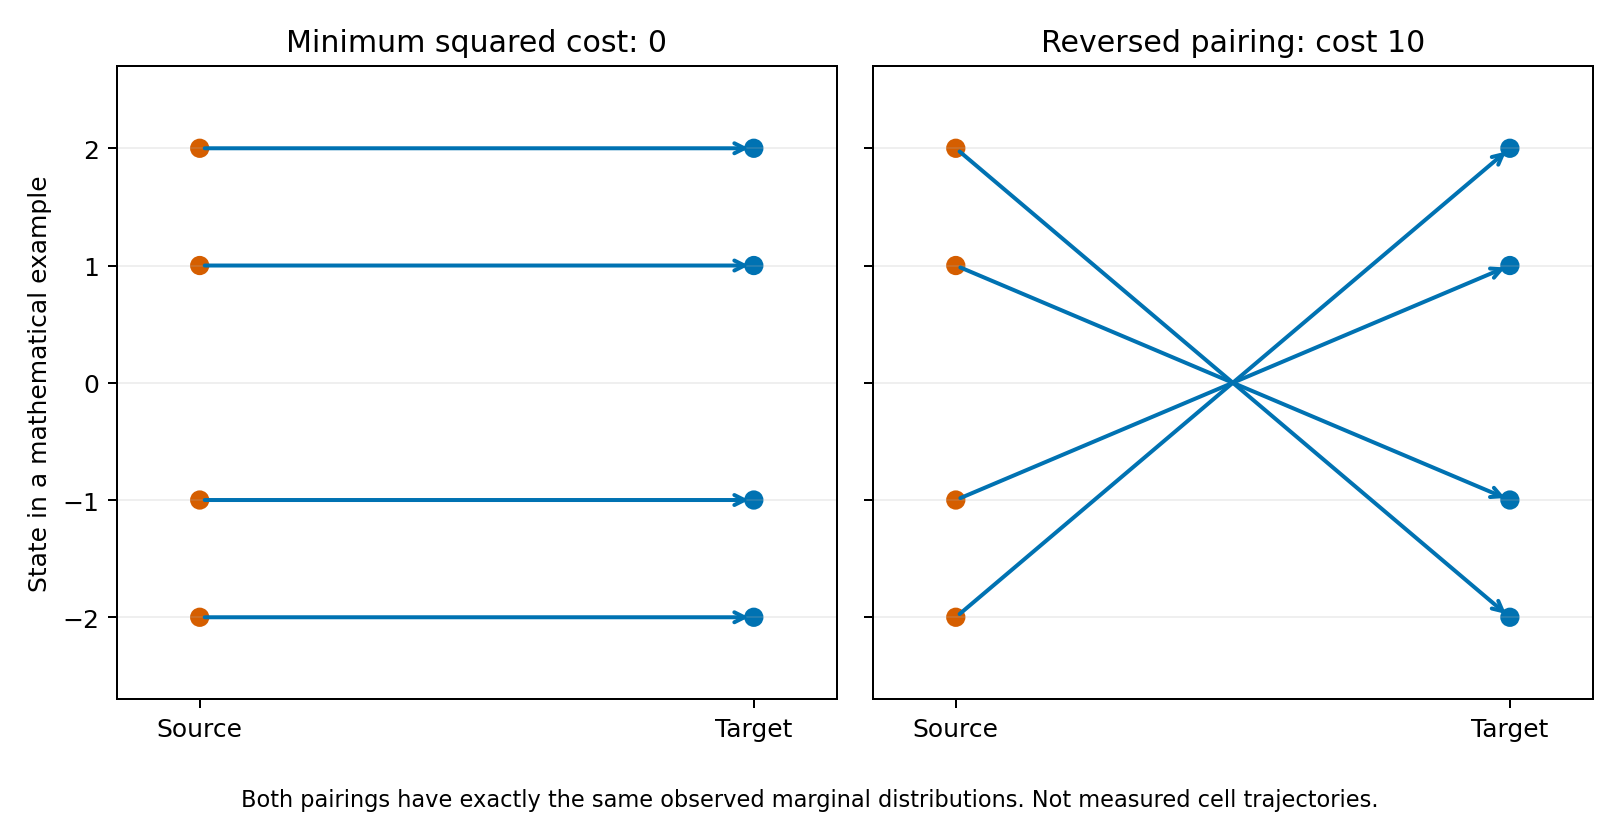 Minimum squared cost: 0
Reversed pairing: cost 10
State in a mathematical example
2
1
0
−1
−2
Source
Target
Source
Target
Both pairings have exactly the same observed marginal distributions. Not measured cell trajectories.